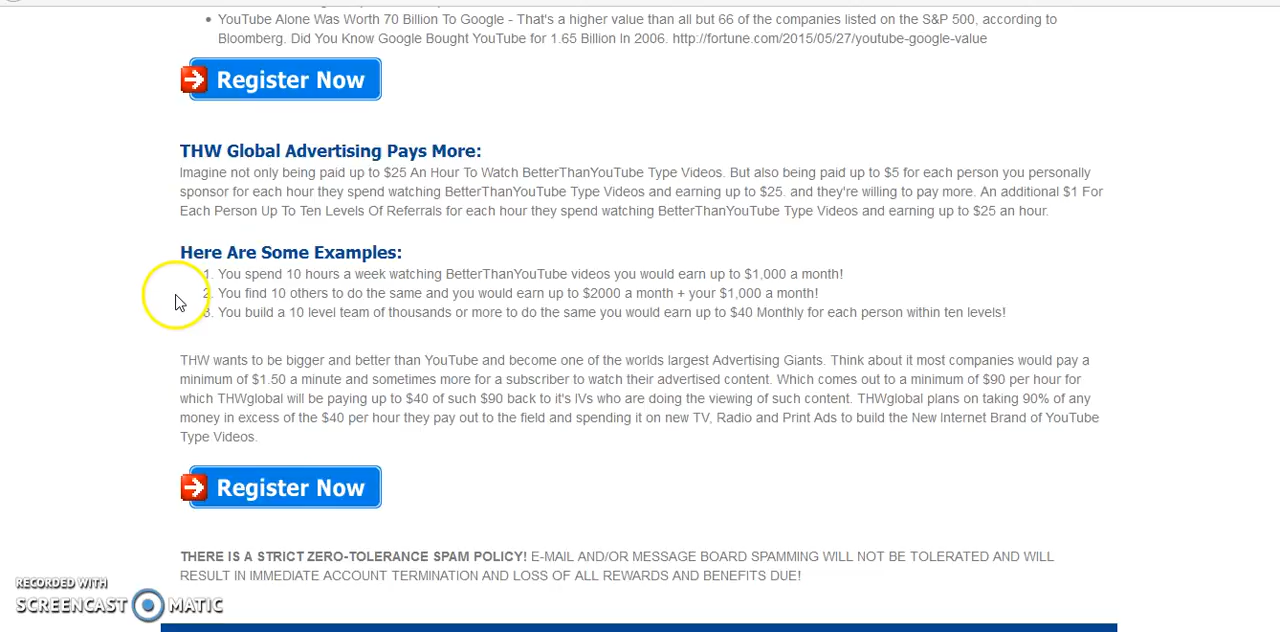 YouTube Alone Was Worth 70 Billion To Google - That's a higher value than all but 66 of the companies listed on the S&P 500, according to
Bloomberg. Did You Know Google Bought YouTube for 1.65 Billion In 2006. http://fortune.com/2015/05/27/youtube-google-value
Register Now
THW Global Advertising Pays More:
Imagine not only being paid up to $25 An Hour To Watch BetterThanYouTube Type Videos. But also being paid up to $5 for each person you personally
sponsor for each hour they spend watching BetterThanYouTube Type Videos and earning up to $25. and they're willing to pay more. An additional $1 For
Each Person Up To Ten Levels Of Referrals for each hour they spend watching BetterThanYouTube Type Videos and earning up to $25 an hour.
Here Are Some Examples:
1. You spend 10 hours a week watching BetterThanYouTube videos you would earn up to $1,000 a month!
2. You find 10 others to do the same and you would earn up to $2000 a month + your $1,000 a month!
3. You build a 10 level team of thousands or more to do the same you would earn up to $40 Monthly for each person within ten levels!
THW wants to be bigger and better than YouTube and become one of the worlds largest Advertising Giants. Think about it most companies would pay a
minimum of $1.50 a minute and sometimes more for a subscriber to watch their advertised content. Which comes out to a minimum of $90 per hour for
which THWglobal will be paying up to $40 of such $90 back to it's IVs who are doing the viewing of such content. THWglobal plans on taking 90% of any
money in excess of the $40 per hour they pay out to the field and spending it on new TV, Radio and Print Ads to build the New Internet Brand of YouTube
Type Videos.
Register Now
THERE IS A STRICT ZERO-TOLERANCE SPAM POLICY! E-MAIL AND/OR MESSAGE BOARD SPAMMING WILL NOT BE TOLERATED AND WILL
RESULT IN IMMEDIATE ACCOUNT TERMINATION AND LOSS OF ALL REWARDS AND BENEFITS DUE!
RECORDED WITH
SCREENCAST MATIC